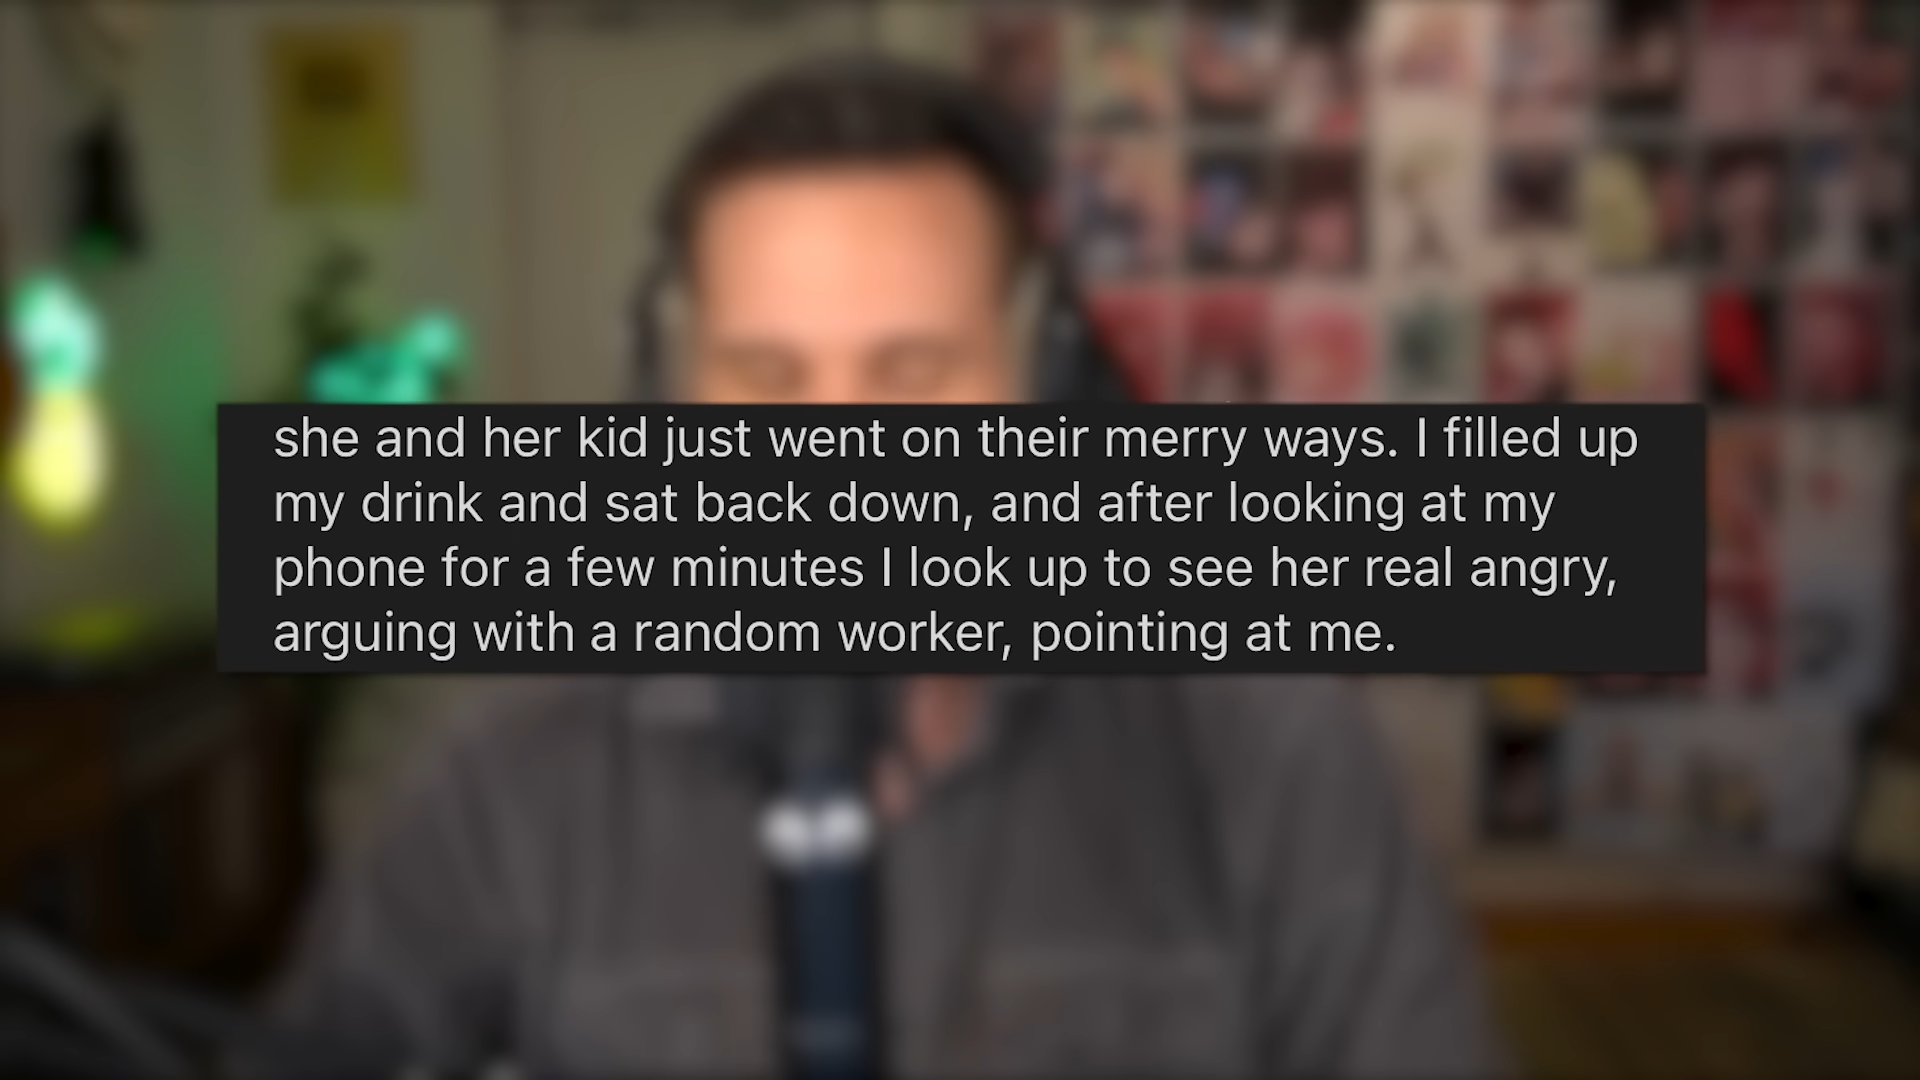 she and her kid just went on their merry ways. I filled up
my drink and sat back down, and after looking at my
phone for a few minutes I look up to see her real angry,
arguing with a random worker, pointing at me.